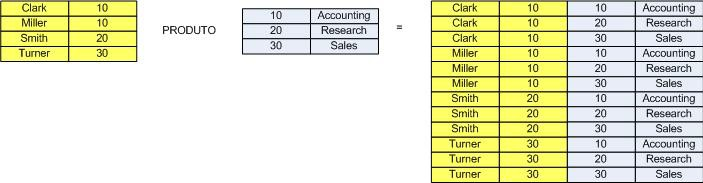 Clark 10
Miller 10
Smith 20
Turner 30
PRODUTO
10 Accounting
20 Research
30 Sales
=
Clark 10 10 Accounting
Clark 10 20 Research
Clark 10 30 Sales
Miller 10 10 Accounting
Miller 10 20 Research
Miller 10 30 Sales
Smith 20 10 Accounting
Smith 20 20 Research
Smith 20 30 Sales
Turner 30 10 Accounting
Turner 30 20 Research
Turner 30 30 Sales